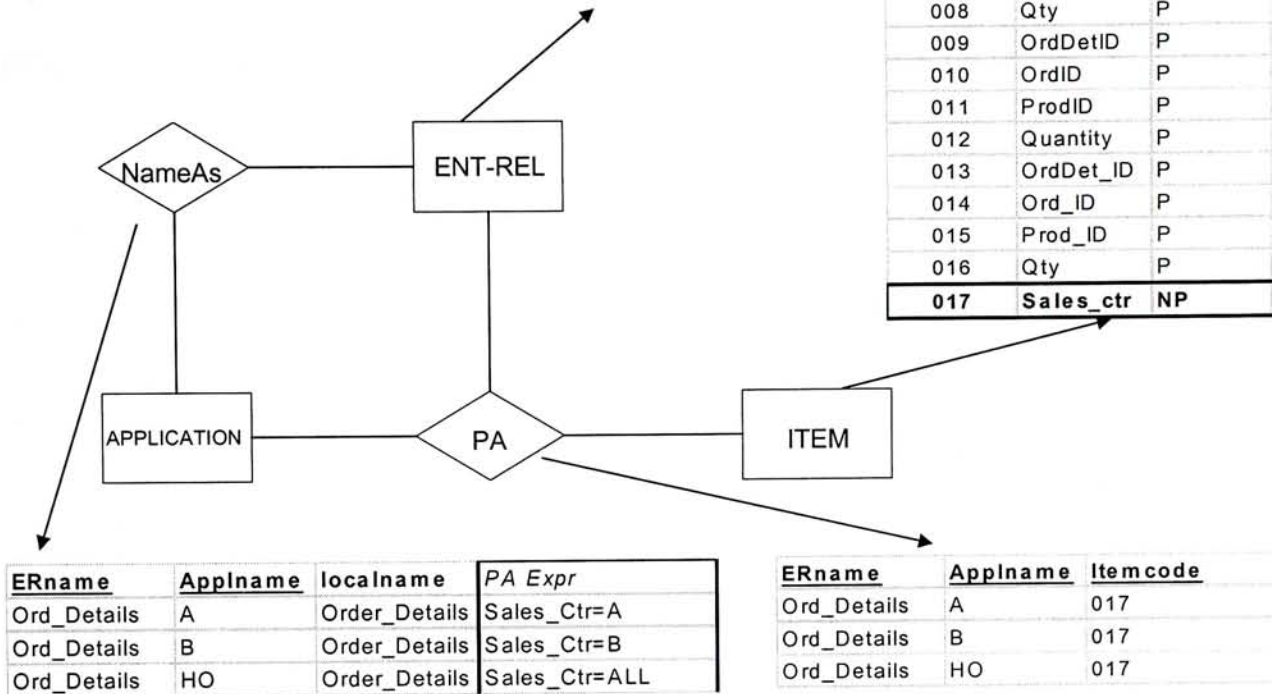 008 Qty P
009 OrdDetID P
010 OrdID P
011 ProdID P
012 Quantity P
013 OrdDet_ID P
014 Ord_ID P
015 Prod_ID P
016 Qty P
017 Sales_ctr NP
NameAs
ENT-REL
APPLICATION
PA
ITEM
ERname Applname localname PA Expr
Ord_Details A Order_Details Sales_Ctr=A
Ord_Details B Order_Details Sales_Ctr=B
Ord_Details HO Order_Details Sales_Ctr=ALL
ERname Applname Itemcode
Ord_Details A 017
Ord_Details B 017
Ord_Details HO 017